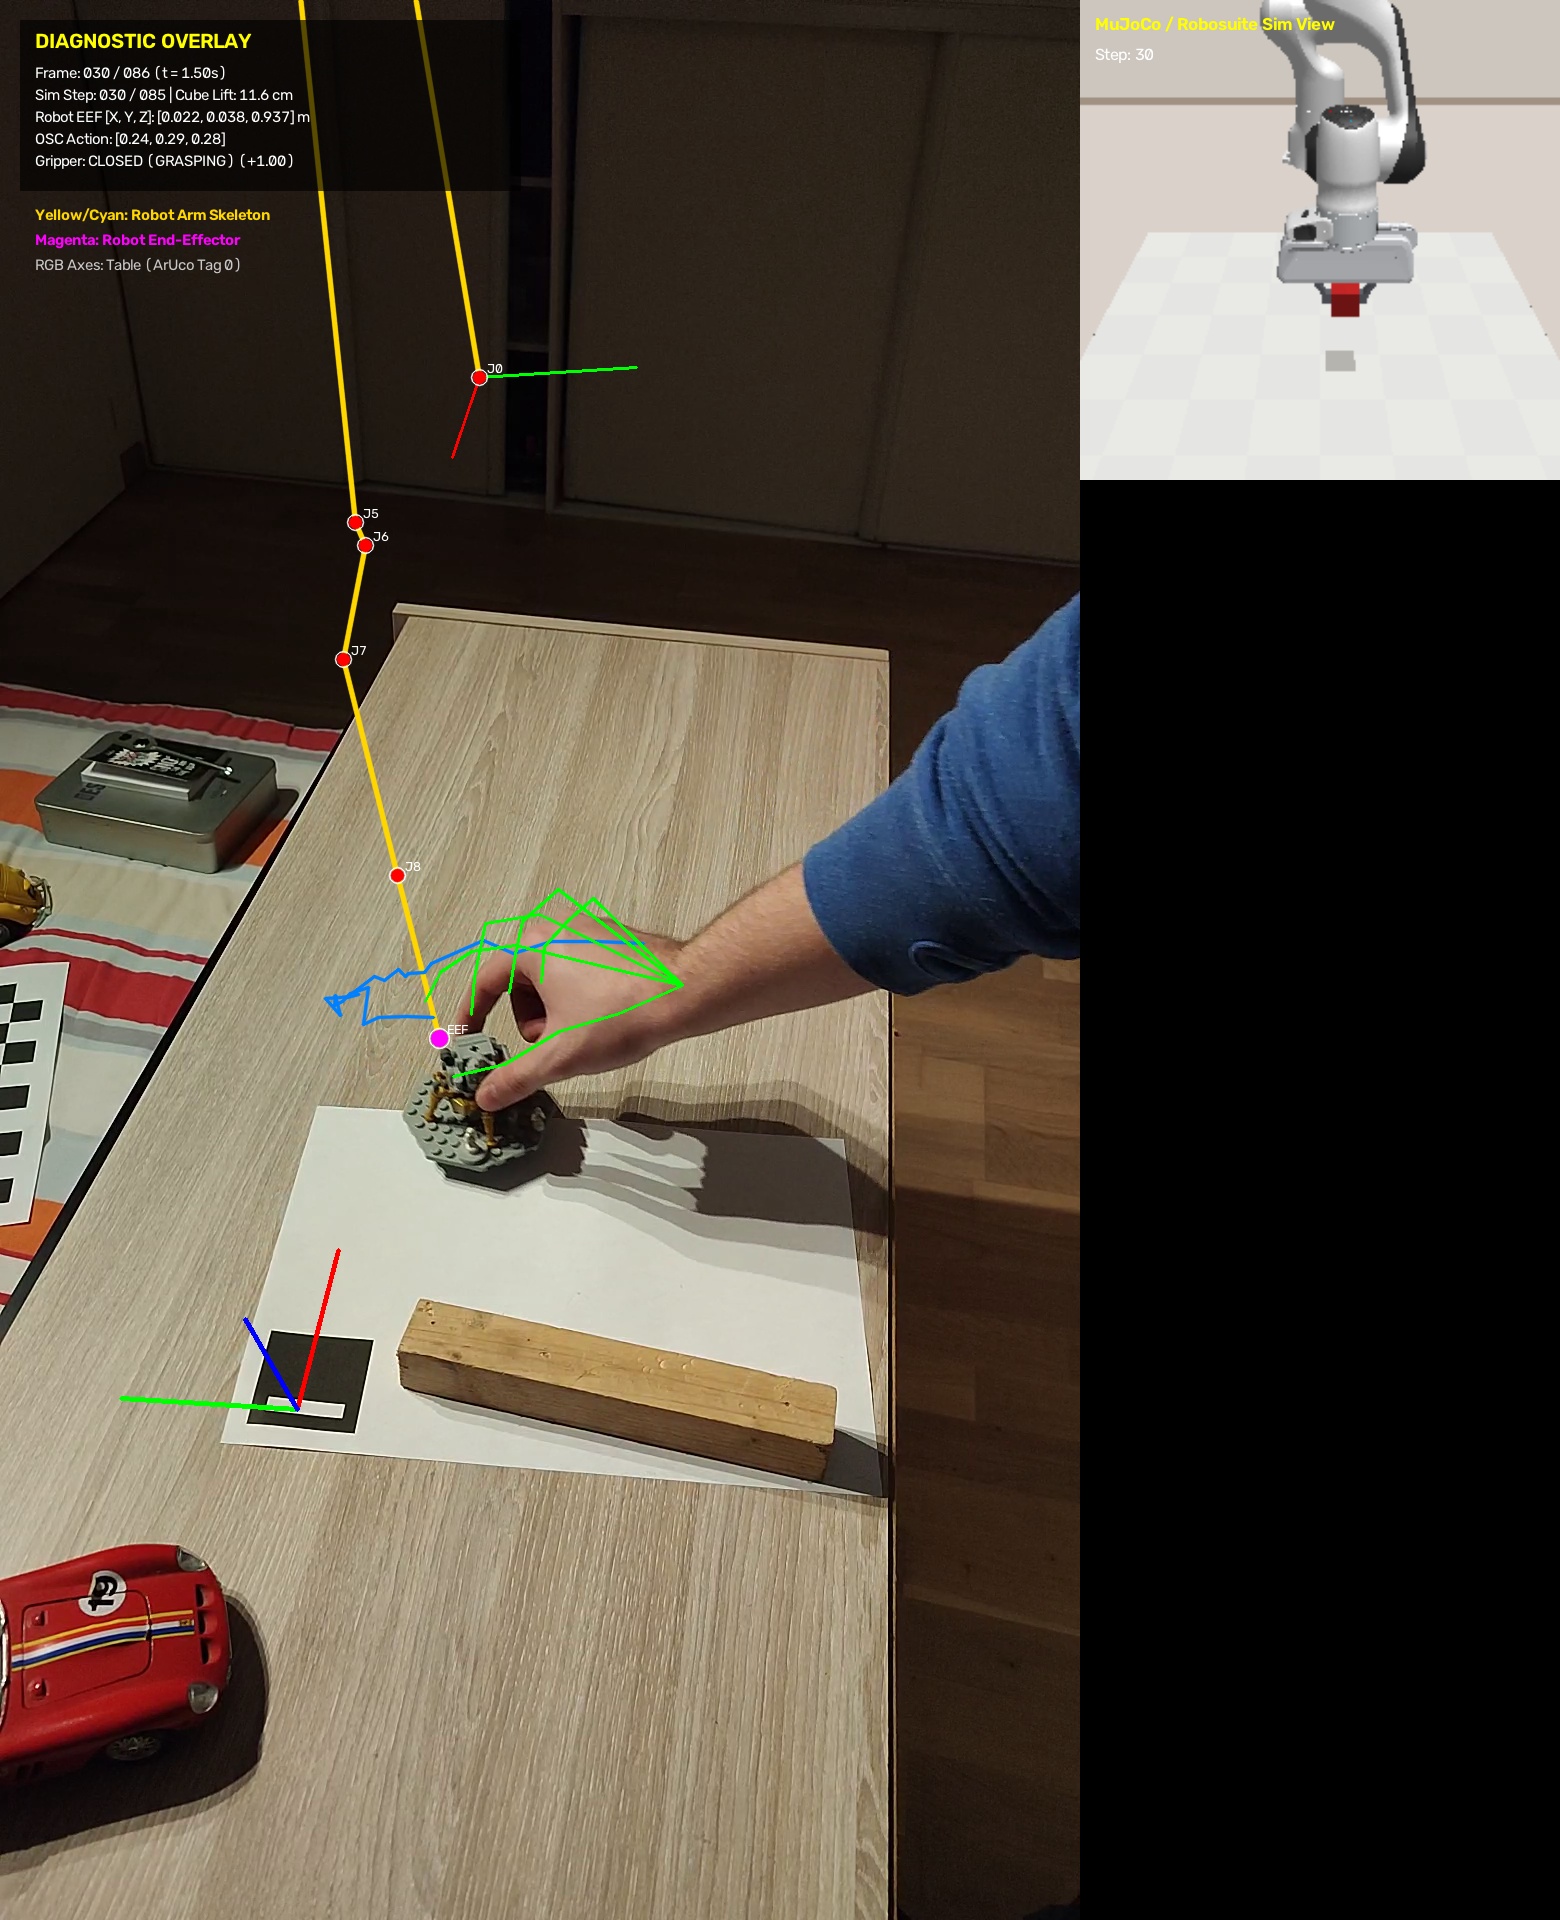 DIAGNOSTIC OVERLAY
Frame: 030 / 086 (t = 1.50s)
Sim Step: 030 / 085 | Cube Lift: 11.6 cm
Robot EEF [X, Y, Z]: [0.022, 0.038, 0.937] m
OSC Action: [0.24, 0.29, 0.28]
Gripper: CLOSED (GRASPING) (+1.00)
Yellow/Cyan: Robot Arm Skeleton
Magenta: Robot End-Effector
RGB Axes: Table (ArUco Tag 0)
MuJoCo / Robosuite Sim View
Step: 30
J0
J5
J6
J7
J8
EEF